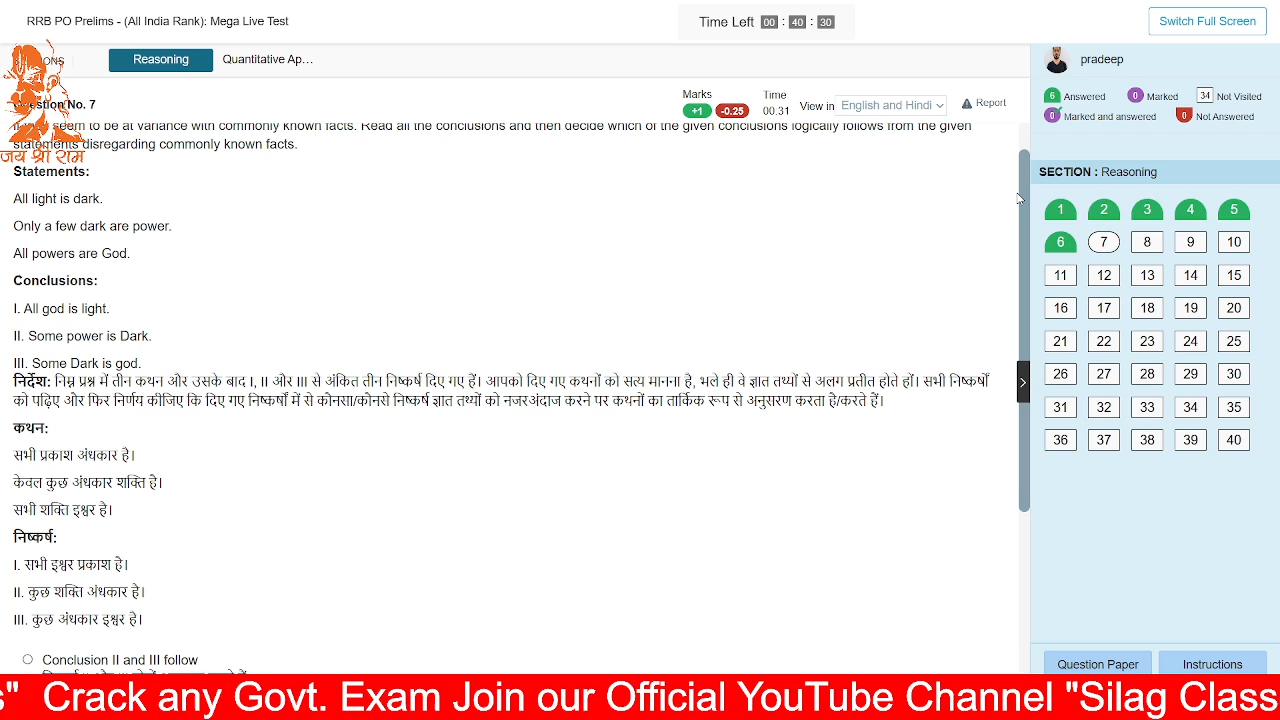 RRB PO Prelims - (All India Rank): Mega Live Test
Time Left 00 : 40 : 30
Switch Full Screen
Reasoning
Quantitative Ap...
pradeep
Question No. 7
Marks
+1 -0.25
Time
00.31
View in English and Hindi
Report
6 Answered 0 Marked 34 Not Visited
0 Marked and answered 0 Not Answered
seem to be at variance with commonly known facts. Read all the conclusions and then decide which of the given conclusions logically follows from the given
statements disregarding commonly known facts.
जय श्री राम
Statements:
All light is dark.
Only a few dark are power.
All powers are God.
Conclusions:
I. All god is light.
II. Some power is Dark.
III. Some Dark is god.
निर्देश: निम्न प्रश्न में तीन कथन और उसके बाद I, II और III से अंकित तीन निष्कर्ष दिए गए हैं। आपको दिए गए कथनों को सत्य मानना है, भले ही वे ज्ञात तथ्यों से अलग प्रतीत होते हों। सभी निष्कर्षों
को पढ़िए और फिर निर्णय कीजिए कि दिए गए निष्कर्षों में से कौनसा/कौनसे निष्कर्ष ज्ञात तथ्यों को नजरअंदाज करने पर कथनों का तार्किक रूप से अनुसरण करता है/करते हैं।
कथन:
सभी प्रकाश अंधकार है।
केवल कुछ अंधकार शक्ति है।
सभी शक्ति इश्वर है।
निष्कर्ष:
I. सभी इश्वर प्रकाश है।
II. कुछ शक्ति अंधकार है।
III. कुछ अंधकार इश्वर है।
Conclusion II and III follow
SECTION : Reasoning
1 2 3 4 5
6 7 8 9 10
11 12 13 14 15
16 17 18 19 20
21 22 23 24 25
26 27 28 29 30
31 32 33 34 35
36 37 38 39 40
Question Paper
Instructions
s" Crack any Govt. Exam Join our Official YouTube Channel "Silag Class